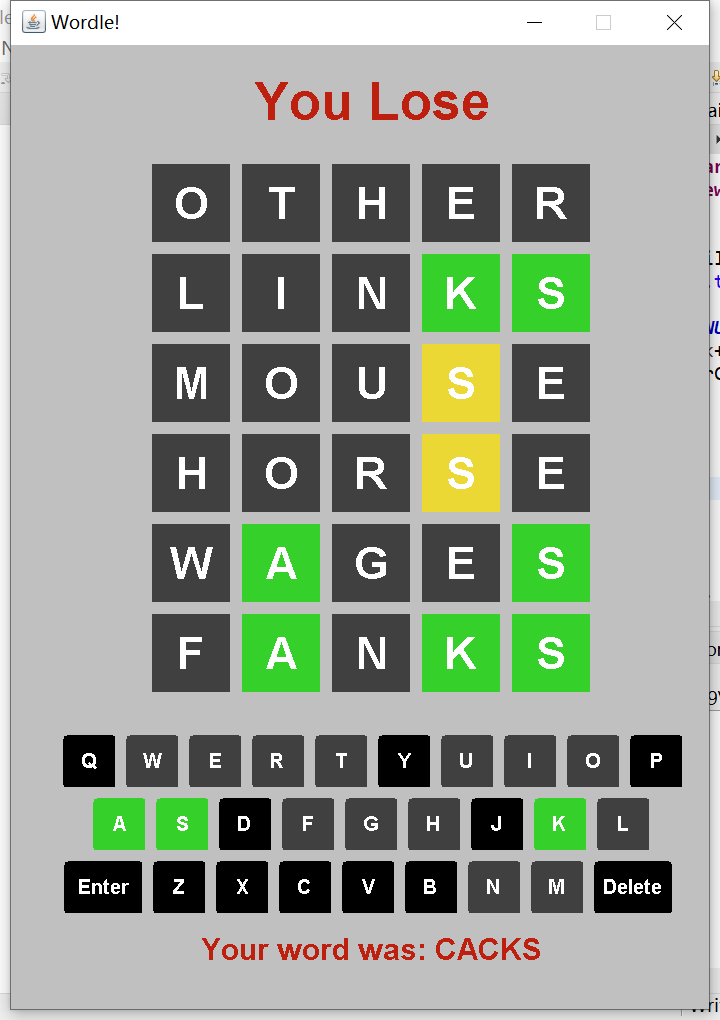 Wordle!
You Lose
O T H E R
L I N K S
M O U S E
H O R S E
W A G E S
F A N K S
Q W E R T Y U I O P
A S D F G H J K L
Enter Z X C V B N M Delete
Your word was: CACKS